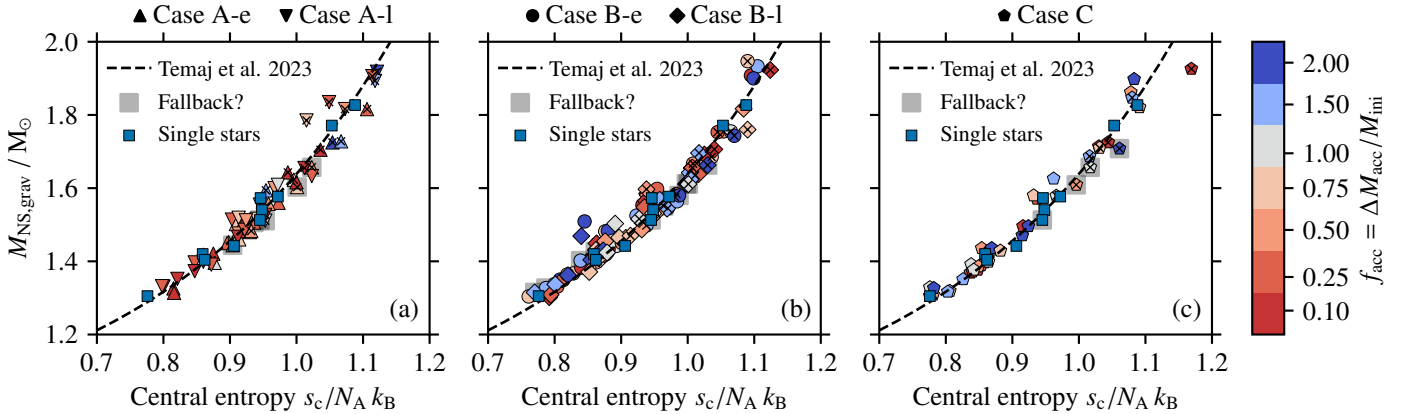 Case A-e Case A-l Case B-e Case B-l Case C
2.0
1.8
1.6
1.4
1.2
M_NS,grav / M_⊙
Temaj et al. 2023
Fallback?
Single stars
(a)
0.7 0.8 0.9 1.0 1.1 1.2
Central entropy s_c/N_A k_B
Temaj et al. 2023
Fallback?
Single stars
(b)
0.7 0.8 0.9 1.0 1.1 1.2
Central entropy s_c/N_A k_B
Temaj et al. 2023
Fallback?
Single stars
(c)
0.7 0.8 0.9 1.0 1.1 1.2
Central entropy s_c/N_A k_B
2.00
1.50
1.00
0.75
0.50
0.25
0.10
f_acc = ΔM_acc/M_ini